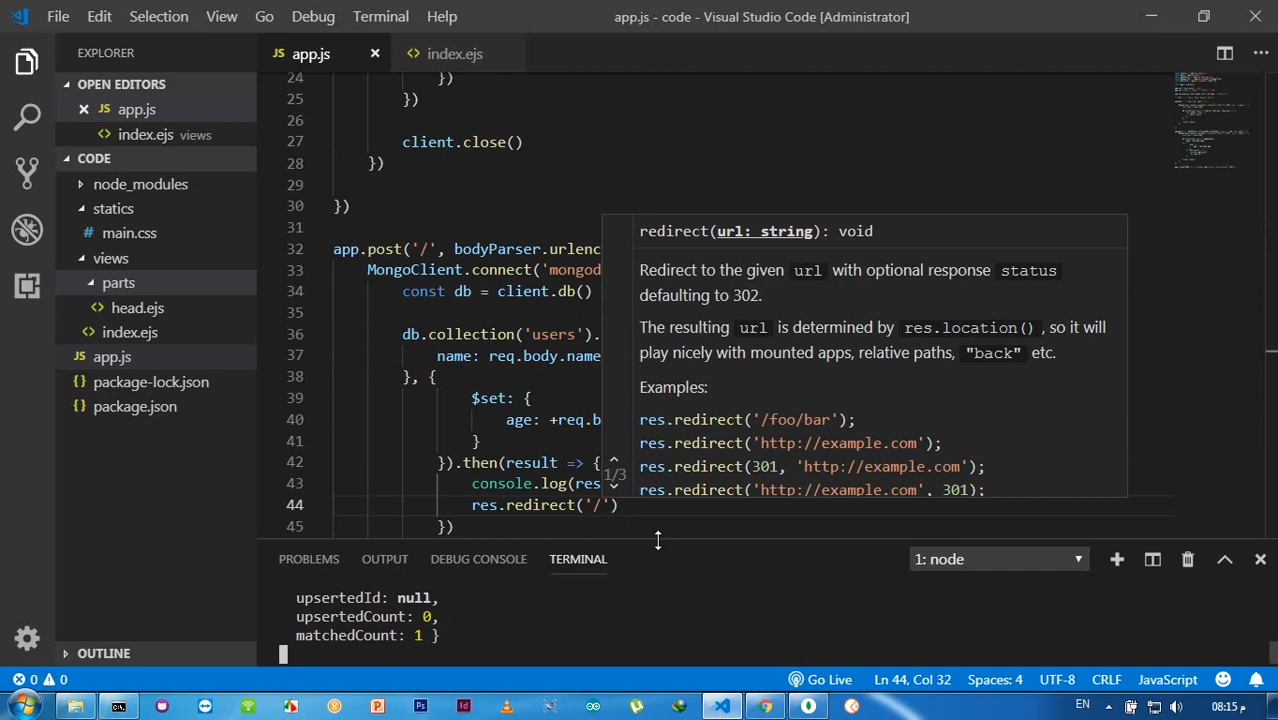 File Edit Selection View Go Debug Terminal Help app.js - code - Visual Studio Code [Administrator]
EXPLORER
OPEN EDITORS
JS app.js
<> index.ejs views
CODE
node_modules
statics
main.css
views
parts
<> head.ejs
<> index.ejs
JS app.js
{} package-lock.json
{} package.json
OUTLINE
JS app.js
<> index.ejs
24 })
25 })
26
27 client.close()
28 })
29
30 })
31
32 app.post('/', bodyParser.urlenc
33 MongoClient.connect('mongod
34 const db = client.db()
35
36 db.collection('users').
37 name: req.body.name
38 }, {
39 $set: {
40 age: +req.b
41 }
42 }).then(result => {
43 console.log(res
44 res.redirect('/')
45 })
redirect(url: string): void
Redirect to the given url with optional response status
defaulting to 302.
The resulting url is determined by res.location(), so it will
play nicely with mounted apps, relative paths, "back" etc.
Examples:
res.redirect('/foo/bar');
res.redirect('http://example.com');
res.redirect(301, 'http://example.com');
res.redirect('http://example.com', 301);
1/3
PROBLEMS OUTPUT DEBUG CONSOLE TERMINAL 1: node
upsertedId: null,
upsertedCount: 0,
matchedCount: 1 }
0 0 Go Live Ln 44, Col 32 Spaces: 4 UTF-8 CRLF JavaScript
Ps Id EN 08:15 م